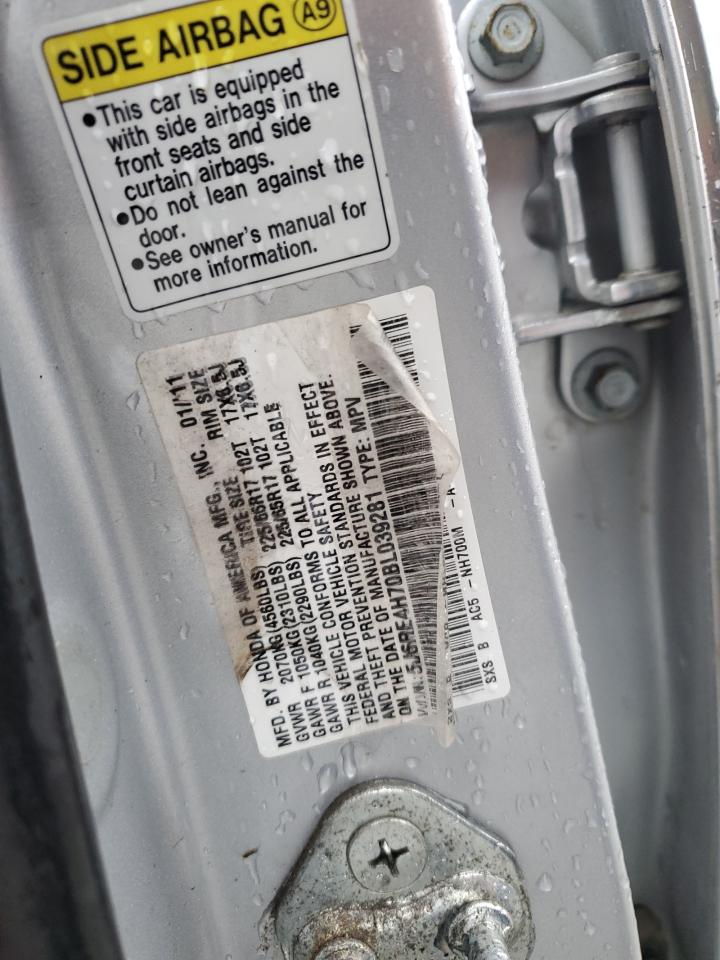 SIDE AIRBAG A9
•This car is equipped
with side airbags in the
front seats and side
curtain airbags.
•Do not lean against the
door.
•See owner's manual for
more information.
MFD. BY HONDA OF AMERICA MFG., INC. 01/11
GVWR 2070KG(4560LBS) TIRE SIZE RIM SIZE
GAWR F 1050KG(2310LBS) 225/65R17 102T 17X6.5J
GAWR R 1040KG(2290LBS) 225/65R17 102T 17X6.5J
THIS VEHICLE CONFORMS TO ALL APPLICABLE
FEDERAL MOTOR VEHICLE SAFETY
AND THEFT PREVENTION STANDARDS IN EFFECT
ON THE DATE OF MANUFACTURE SHOWN ABOVE.
5J6RE4H70BL039281 TYPE: MPV
SXS B AC5 -NH700M -A